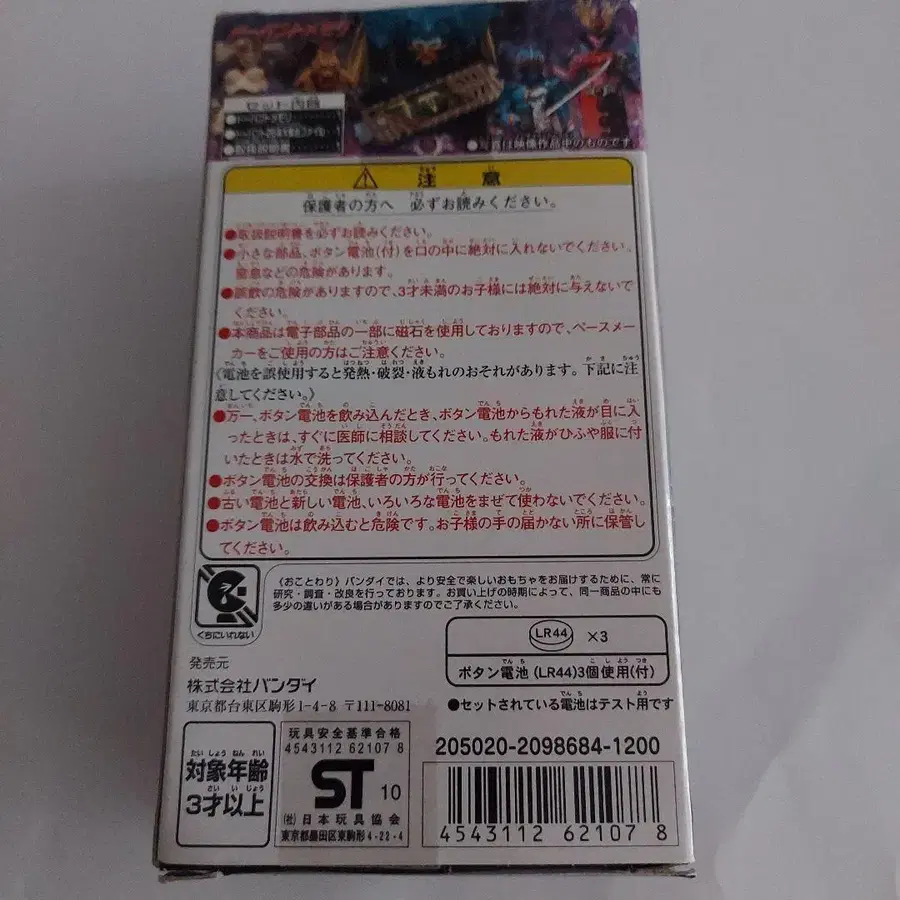 セット内容
●ドーパントメモリ
●取扱説明書
●写真は映像作品中のものです
注意
保護者の方へ 必ずお読みください。
●取扱説明書を必ずお読みください。
●小さな部品、ボタン電池(付)を口の中に絶対に入れないでください。
窒息などの危険があります。
●誤飲の危険がありますので、3才未満のお子様には絶対に与えないで
ください。
●本商品は電子部品の一部に磁石を使用しておりますので、ペースメー
カーをご使用の方はご注意ください。
《電池を誤使用すると発熱・破裂・液もれのおそれがあります。下記に注
意してください。》
●万一、ボタン電池を飲み込んだとき、ボタン電池からもれた液が目に入
ったときは、すぐに医師に相談してください。もれた液がひふや服に付
いたときは水で洗ってください。
●ボタン電池の交換は保護者の方が行ってください。
●古い電池と新しい電池、いろいろな電池をまぜて使わないでください。
●ボタン電池は飲み込むと危険です。お子様の手の届かない所に保管し
てください。
くちにいれない
《おことわり》バンダイでは、より安全で楽しいおもちゃをお届けするために、常に
研究・調査・改良を行っております。お買い上げの時期によって、同一商品の中にも
多少の違いがある場合がありますのでご了承ください。
LR44 ×3
ボタン電池(LR44)3個使用(付)
●セットされている電池はテスト用です
発売元
株式会社バンダイ
東京都台東区駒形1-4-8 〒111-8081
対象年齢
3才以上
玩具安全基準合格
4543112 62107 8
ST 10
(社)日本玩具協会
東京都墨田区東駒形4-22-4
205020-2098684-1200
4543112 621078